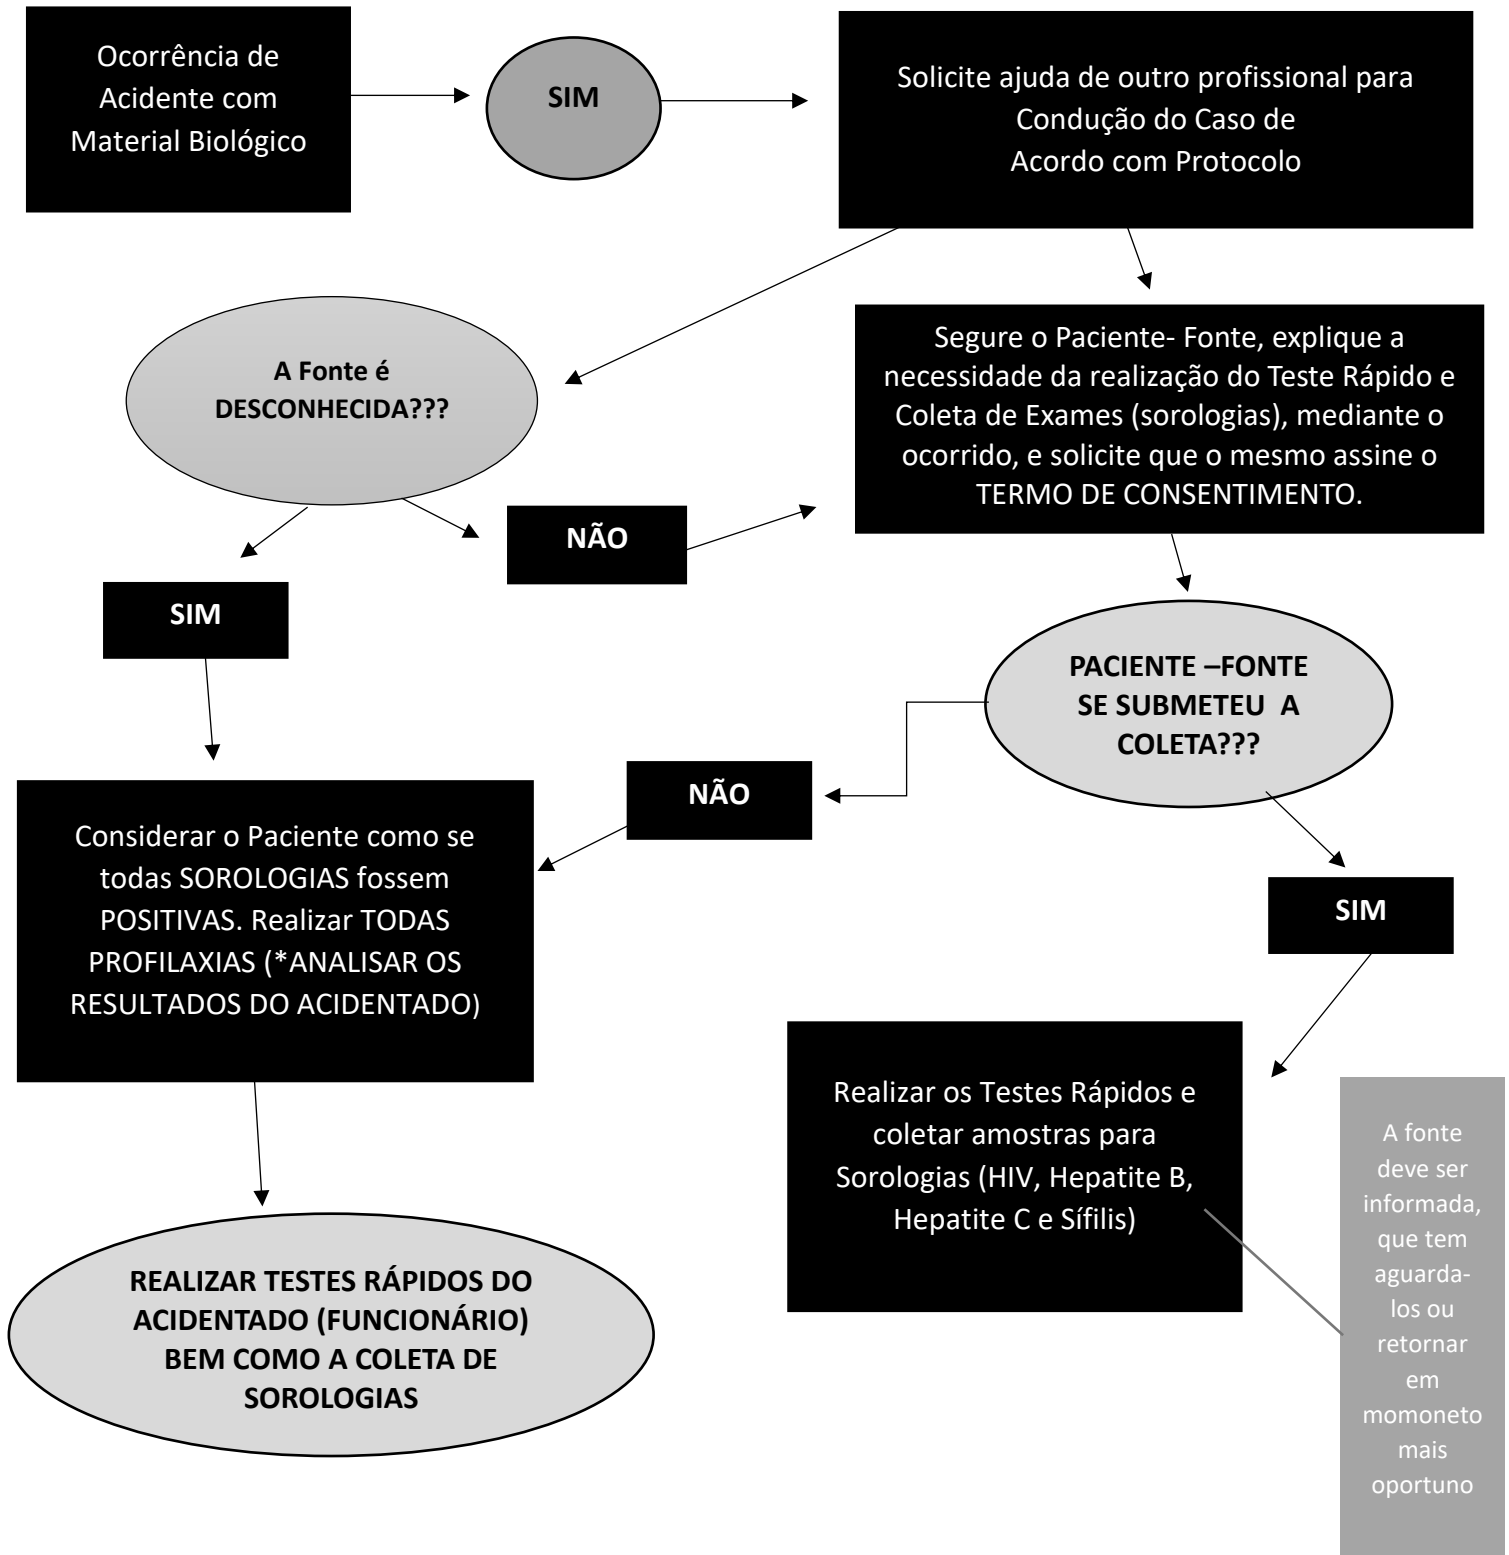 Ocorrência de
Acidente com
Material Biológico
SIM
Solicite ajuda de outro profissional para
Condução do Caso de
Acordo com Protocolo
A Fonte é
DESCONHECIDA???
Segure o Paciente- Fonte, explique a
necessidade da realização do Teste Rápido e
Coleta de Exames (sorologias), mediante o
ocorrido, e solicite que o mesmo assine o
TERMO DE CONSENTIMENTO.
NÃO
SIM
PACIENTE –FONTE
SE SUBMETEU  A
COLETA???
NÃO
Considerar o Paciente como se
todas SOROLOGIAS fossem
POSITIVAS. Realizar TODAS
PROFILAXIAS (*ANALISAR OS
RESULTADOS DO ACIDENTADO)
SIM
Realizar os Testes Rápidos e
coletar amostras para
Sorologias (HIV, Hepatite B,
Hepatite C e Sífilis)
A fonte
deve ser
informada,
que tem
aguarda-
los ou
retornar
em
momoneto
mais
oportuno
REALIZAR TESTES RÁPIDOS DO
ACIDENTADO (FUNCIONÁRIO)
BEM COMO A COLETA DE
SOROLOGIAS